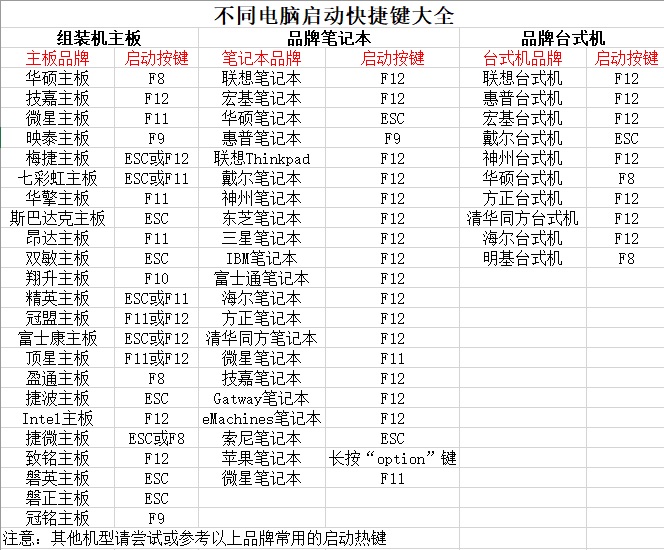 不同电脑启动快捷键大全
组装机主板 品牌笔记本 品牌台式机
主板品牌 启动按键 笔记本品牌 启动按键 台式机品牌 启动按键
华硕主板 F8 联想笔记本 F12 联想台式机 F12
技嘉主板 F12 宏基笔记本 F12 惠普台式机 F12
微星主板 F11 华硕笔记本 ESC 宏基台式机 F12
映泰主板 F9 惠普笔记本 F9 戴尔台式机 ESC
梅捷主板 ESC或F12 联想Thinkpad F12 神州台式机 F12
七彩虹主板 ESC或F11 戴尔笔记本 F12 华硕台式机 F8
华擎主板 F11 神州笔记本 F12 方正台式机 F12
斯巴达克主板 ESC 东芝笔记本 F12 清华同方台式机 F12
昂达主板 F11 三星笔记本 F12 海尔台式机 F12
双敏主板 ESC IBM笔记本 F12 明基台式机 F8
翔升主板 F10 富士通笔记本 F12
精英主板 ESC或F11 海尔笔记本 F12
冠盟主板 F11或F12 方正笔记本 F12
富士康主板 ESC或F12 清华同方笔记本 F12
顶星主板 F11或F12 微星笔记本 F11
盈通主板 F8 技嘉笔记本 F12
捷波主板 ESC Gatway笔记本 F12
Intel主板 F12 eMachines笔记本 F12
捷微主板 ESC或F8 索尼笔记本 ESC
致铭主板 F12 苹果笔记本 长按“option”键
磐英主板 ESC 微星笔记本 F11
磐正主板 ESC
冠铭主板 F9
注意：其他机型请尝试或参考以上品牌常用的启动热键